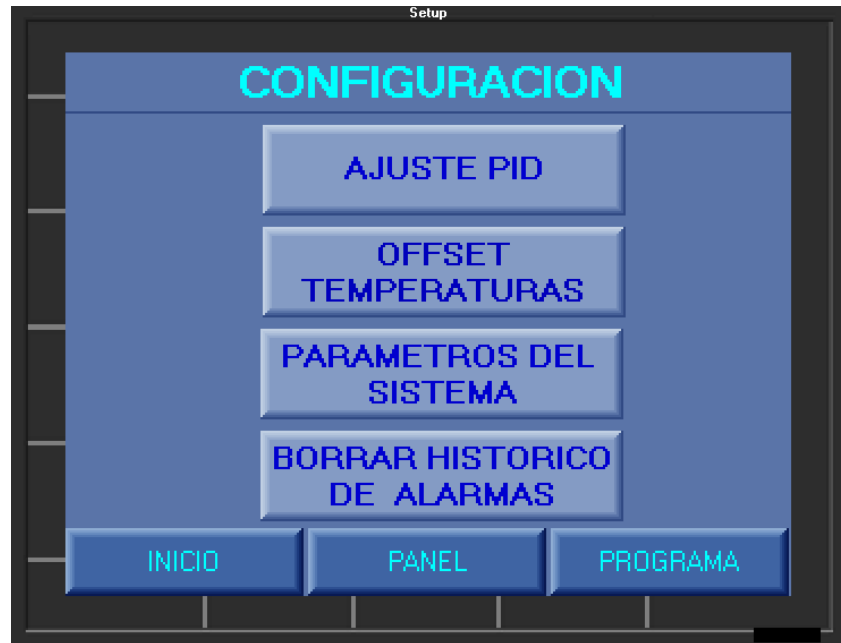 Setup
CONFIGURACION
AJUSTE PID
OFFSET
TEMPERATURAS
PARAMETROS DEL
SISTEMA
BORRAR HISTORICO
DE ALARMAS
INICIO
PANEL
PROGRAMA